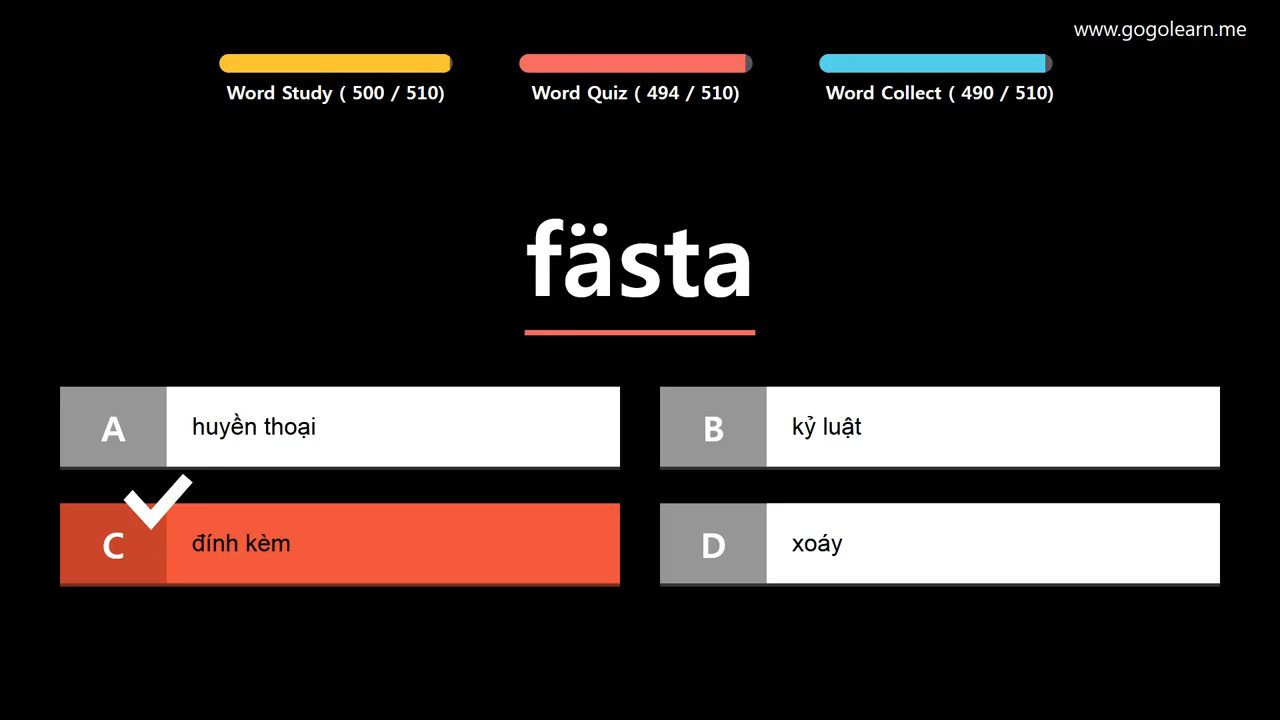 www.gogolearn.me
Word Study ( 500 / 510)
Word Quiz ( 494 / 510)
Word Collect ( 490 / 510)
fästa
A huyền thoại
B kỷ luật
C đính kèm
D xoáy